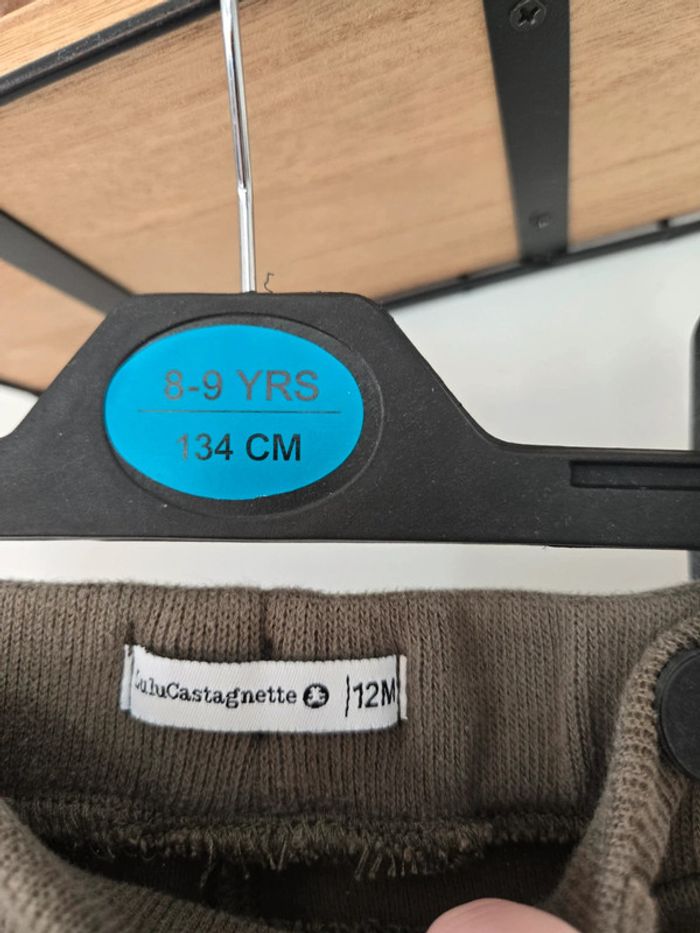 8-9 YRS
134 CM
LuluCastagnette |12M